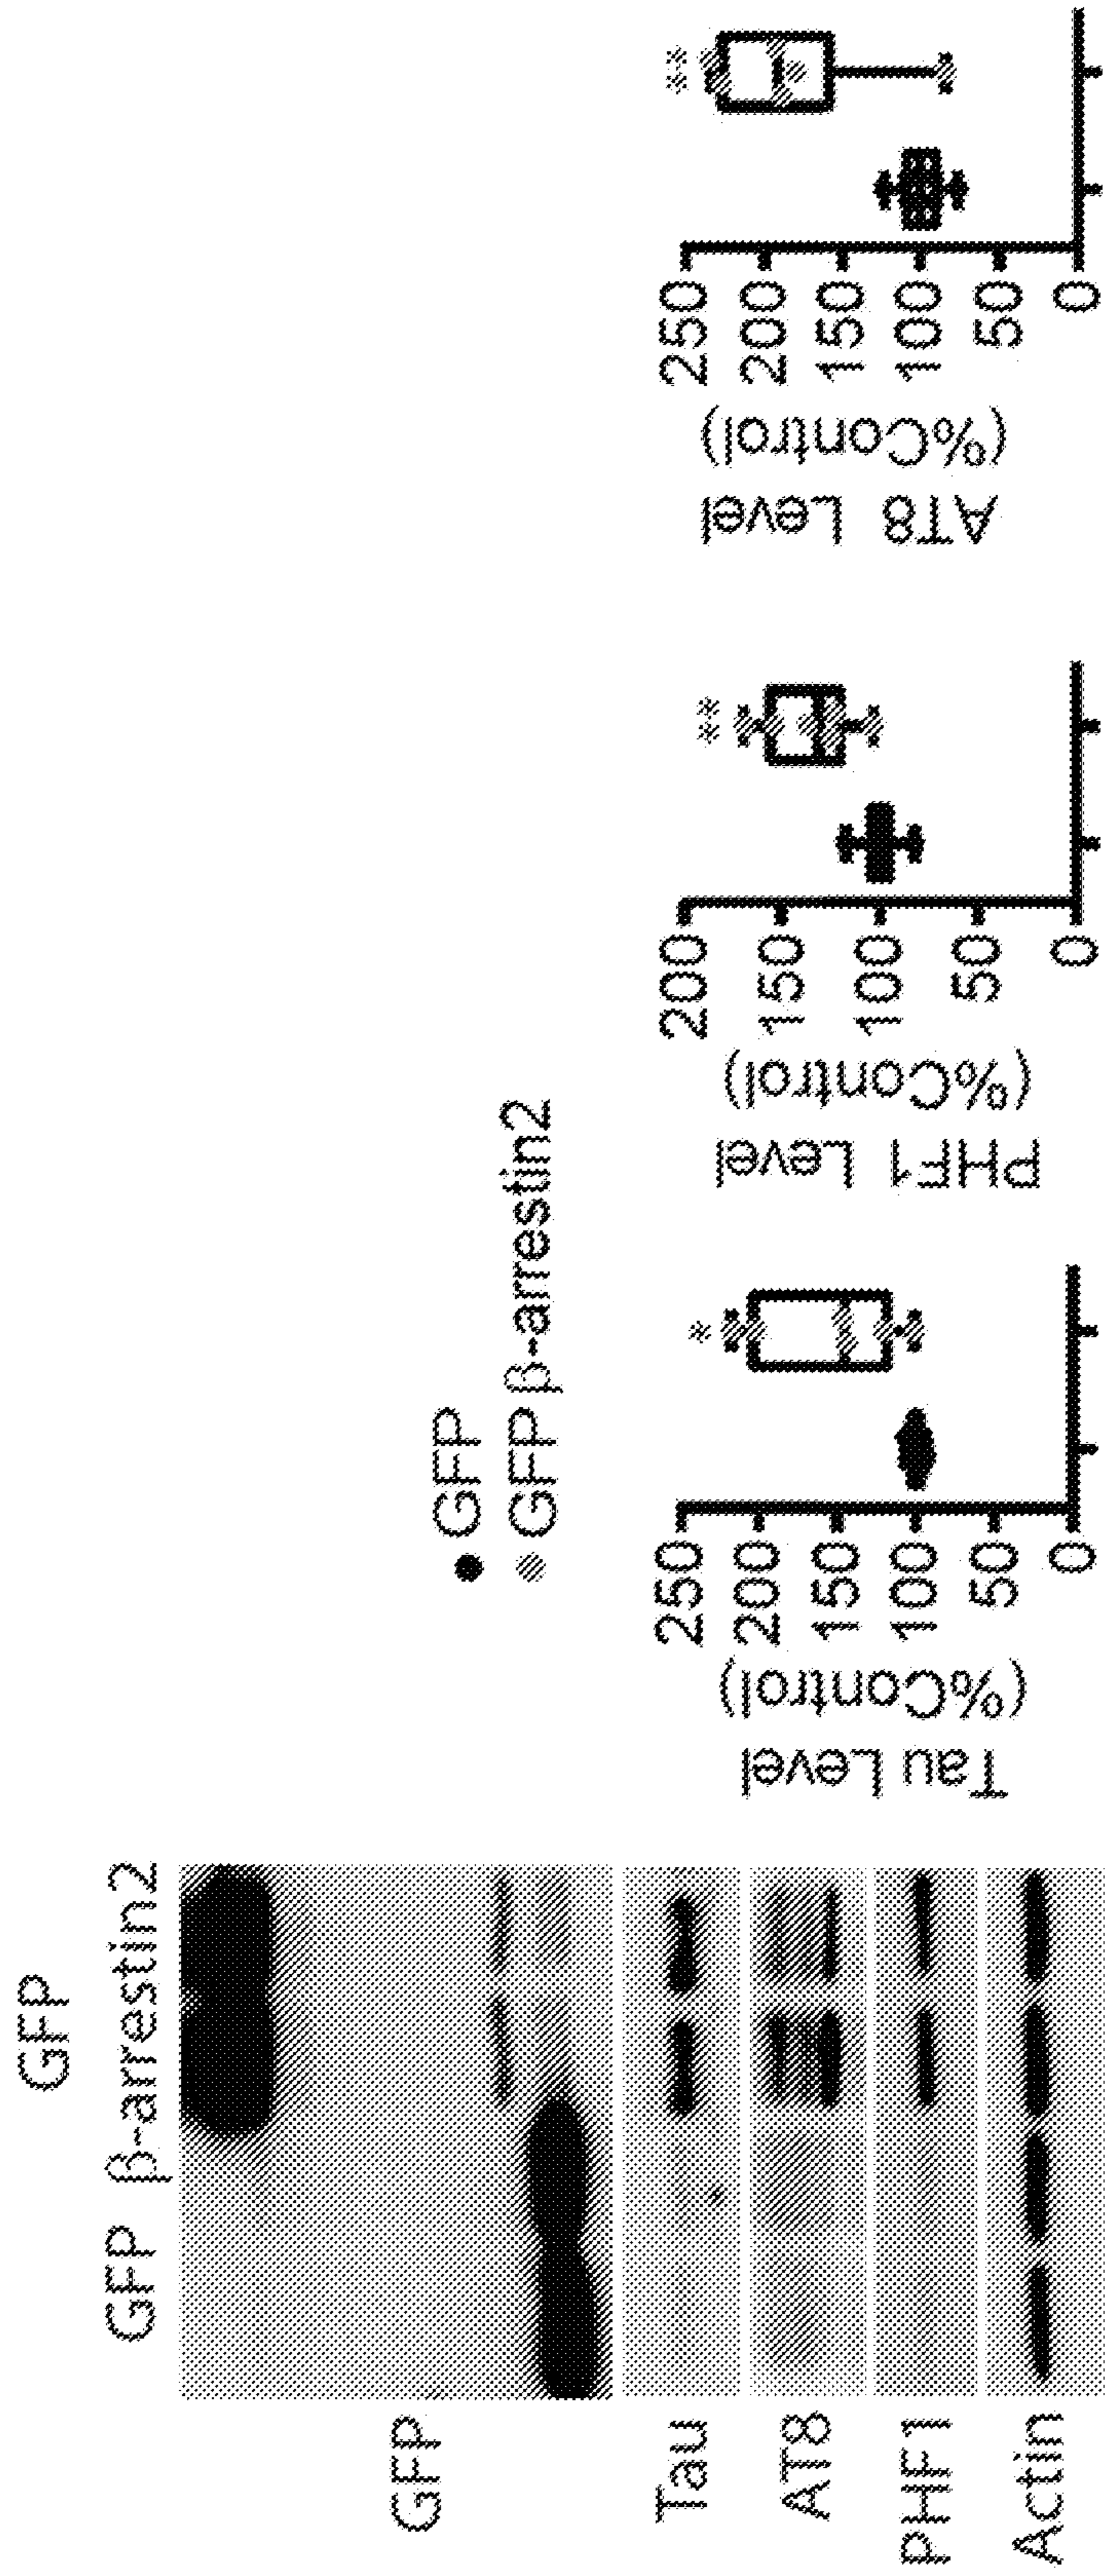 GFP
GFP β-arrestin2
GFP
Tau
AT8
PHF1
Actin
● GFP
● GFP β-arrestin2
Tau Level
(%Control)
250
200
150
100
50
0
*
PHF1 Level
(%Control)
200
150
100
50
0
**
AT8 Level
(%Control)
250
200
150
100
50
0
**